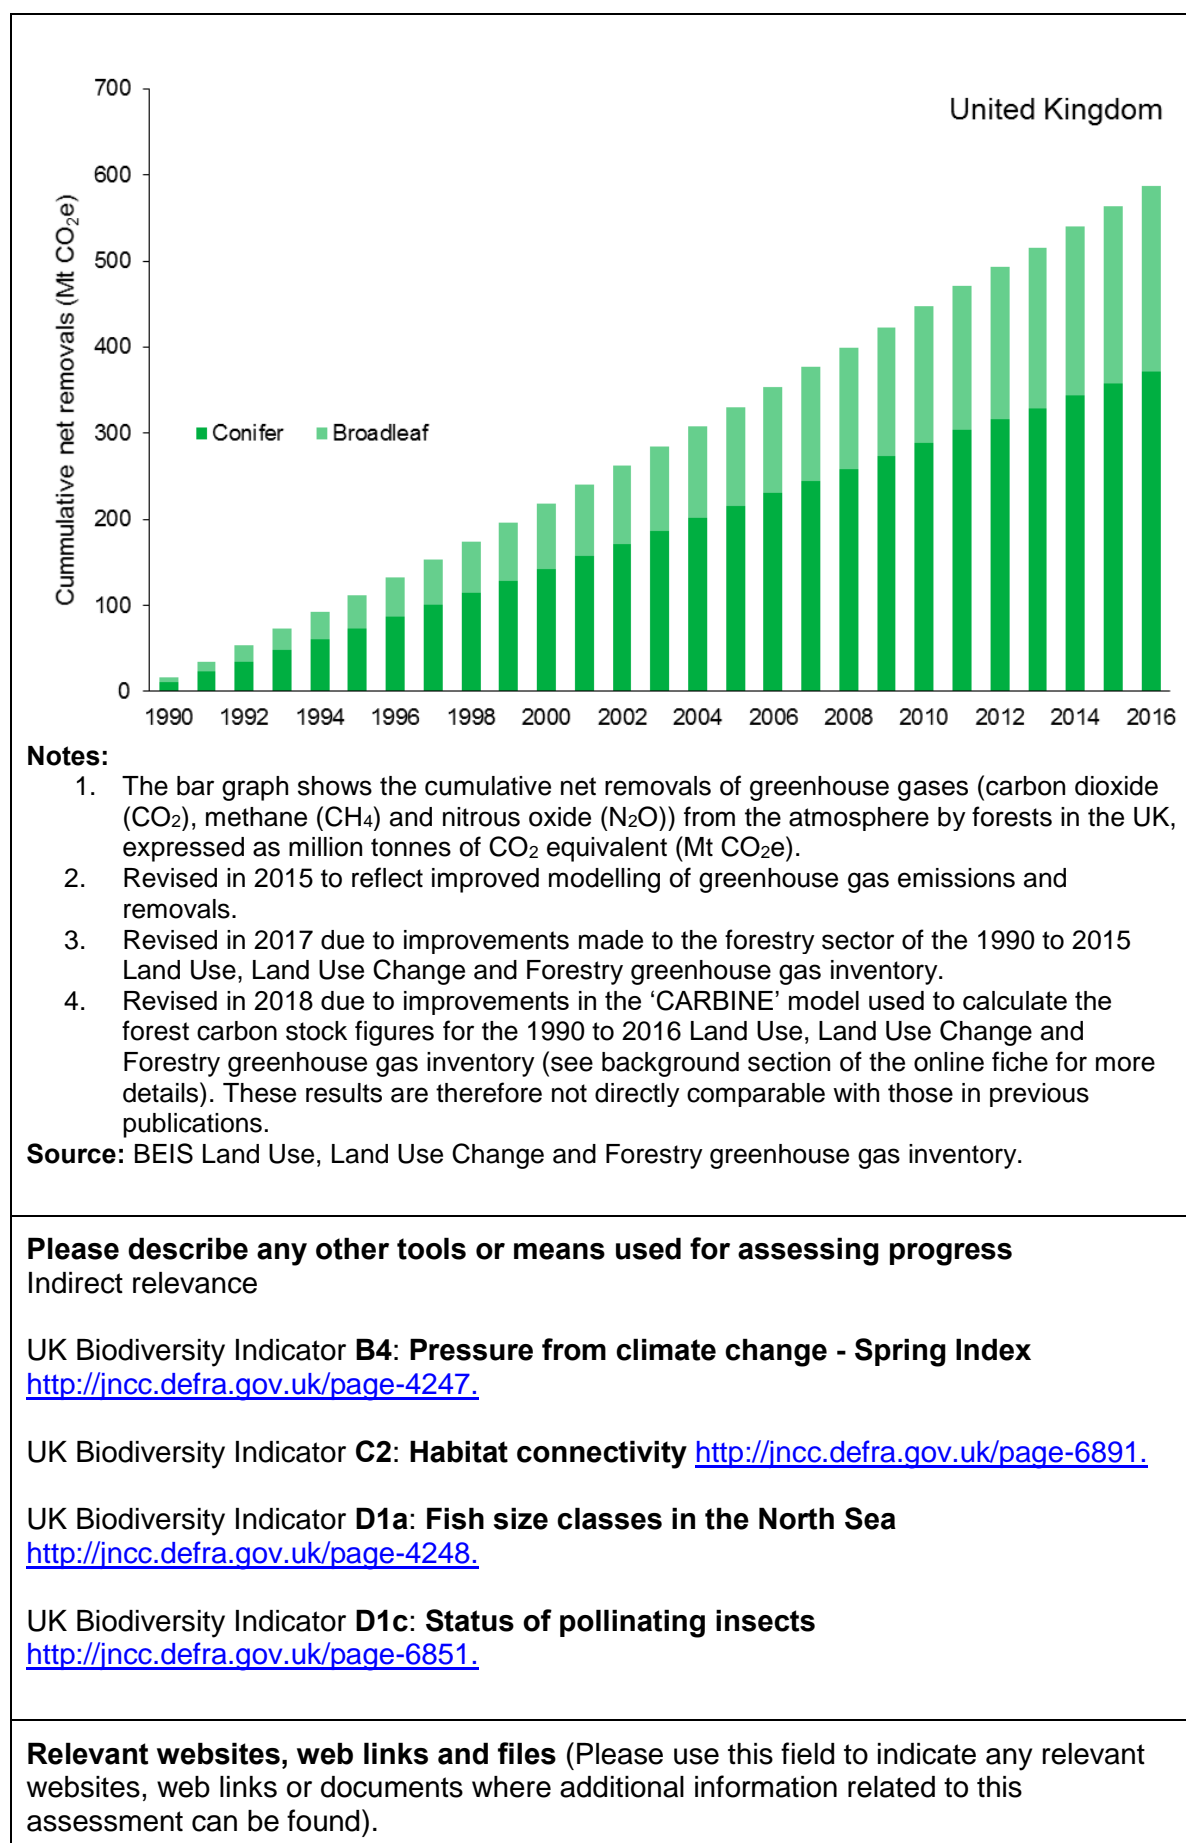 700
United Kingdom
600
500
400
300
200
100
0
Cummulative net removals (Mt CO₂e)
Conifer Broadleaf
1990 1992 1994 1996 1998 2000 2002 2004 2006 2008 2010 2012 2014 2016
Notes:
1. The bar graph shows the cumulative net removals of greenhouse gases (carbon dioxide
(CO₂), methane (CH₄) and nitrous oxide (N₂O)) from the atmosphere by forests in the UK,
expressed as million tonnes of CO₂ equivalent (Mt CO₂e).
2. Revised in 2015 to reflect improved modelling of greenhouse gas emissions and
removals.
3. Revised in 2017 due to improvements made to the forestry sector of the 1990 to 2015
Land Use, Land Use Change and Forestry greenhouse gas inventory.
4. Revised in 2018 due to improvements in the ‘CARBINE’ model used to calculate the
forest carbon stock figures for the 1990 to 2016 Land Use, Land Use Change and
Forestry greenhouse gas inventory (see background section of the online fiche for more
details). These results are therefore not directly comparable with those in previous
publications.
Source: BEIS Land Use, Land Use Change and Forestry greenhouse gas inventory.
Please describe any other tools or means used for assessing progress
Indirect relevance
UK Biodiversity Indicator B4: Pressure from climate change - Spring Index
http://jncc.defra.gov.uk/page-4247.
UK Biodiversity Indicator C2: Habitat connectivity http://jncc.defra.gov.uk/page-6891.
UK Biodiversity Indicator D1a: Fish size classes in the North Sea
http://jncc.defra.gov.uk/page-4248.
UK Biodiversity Indicator D1c: Status of pollinating insects
http://jncc.defra.gov.uk/page-6851.
Relevant websites, web links and files (Please use this field to indicate any relevant
websites, web links or documents where additional information related to this
assessment can be found).